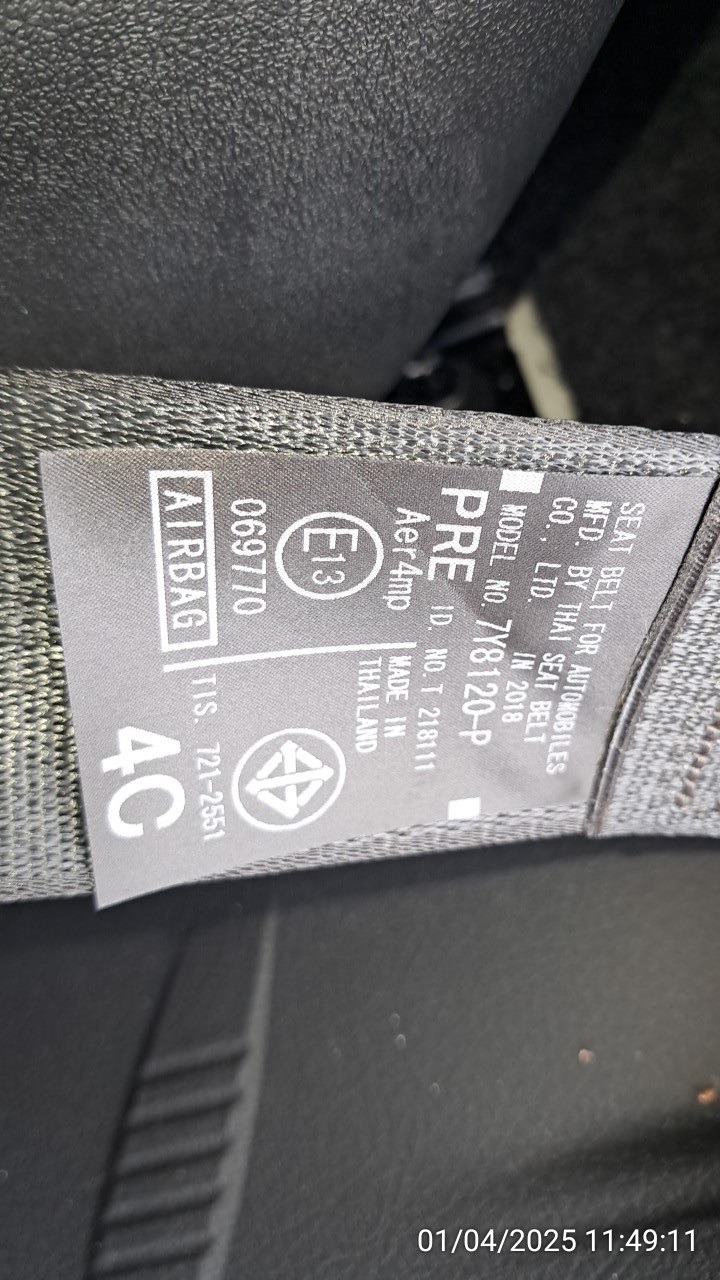 SEAT BELT FOR AUTOMOBILES
MFD. BY THAI SEAT BELT
CO., LTD. IN 2018
MODEL NO. 7Y8120-P
PRE ID. NO. T 218111
Aer4mp
E13
069770
AIRBAG
MADE IN
THAILAND
TIS. 721-2551
4C
01/04/2025 11:49:11